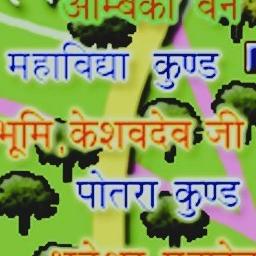 अम्बिका वन
महाविद्या कुण्ड
भूमि, केशवदेव जी
पोतरा कुण्ड